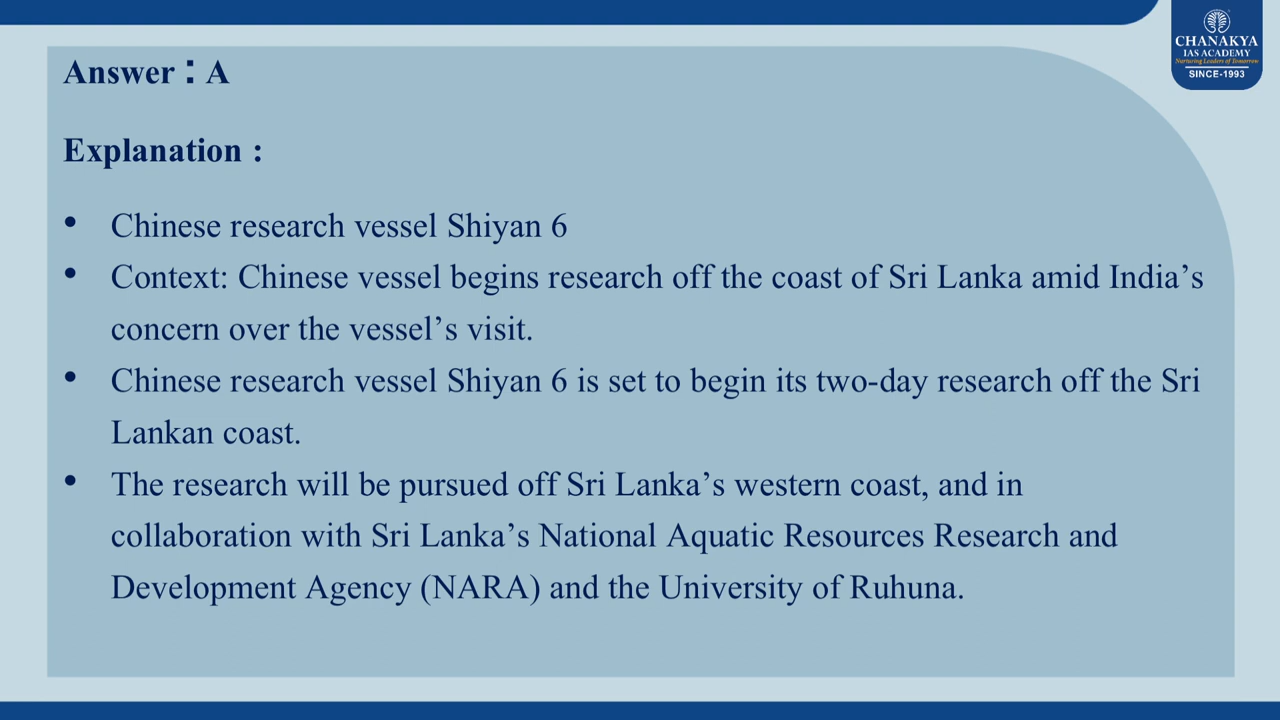 CHANAKYA
IAS ACADEMY
Nurturing Leaders of Tomorrow
SINCE-1993
Answer : A
Explanation :
• Chinese research vessel Shiyan 6
• Context: Chinese vessel begins research off the coast of Sri Lanka amid India’s
concern over the vessel’s visit.
• Chinese research vessel Shiyan 6 is set to begin its two-day research off the Sri
Lankan coast.
• The research will be pursued off Sri Lanka’s western coast, and in
collaboration with Sri Lanka’s National Aquatic Resources Research and
Development Agency (NARA) and the University of Ruhuna.